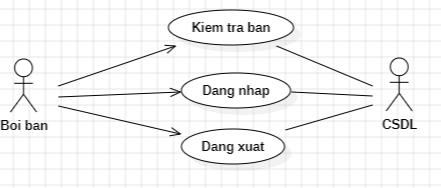 Kiem tra ban
Dang nhap
Boi ban
CSDL
Dang xuat